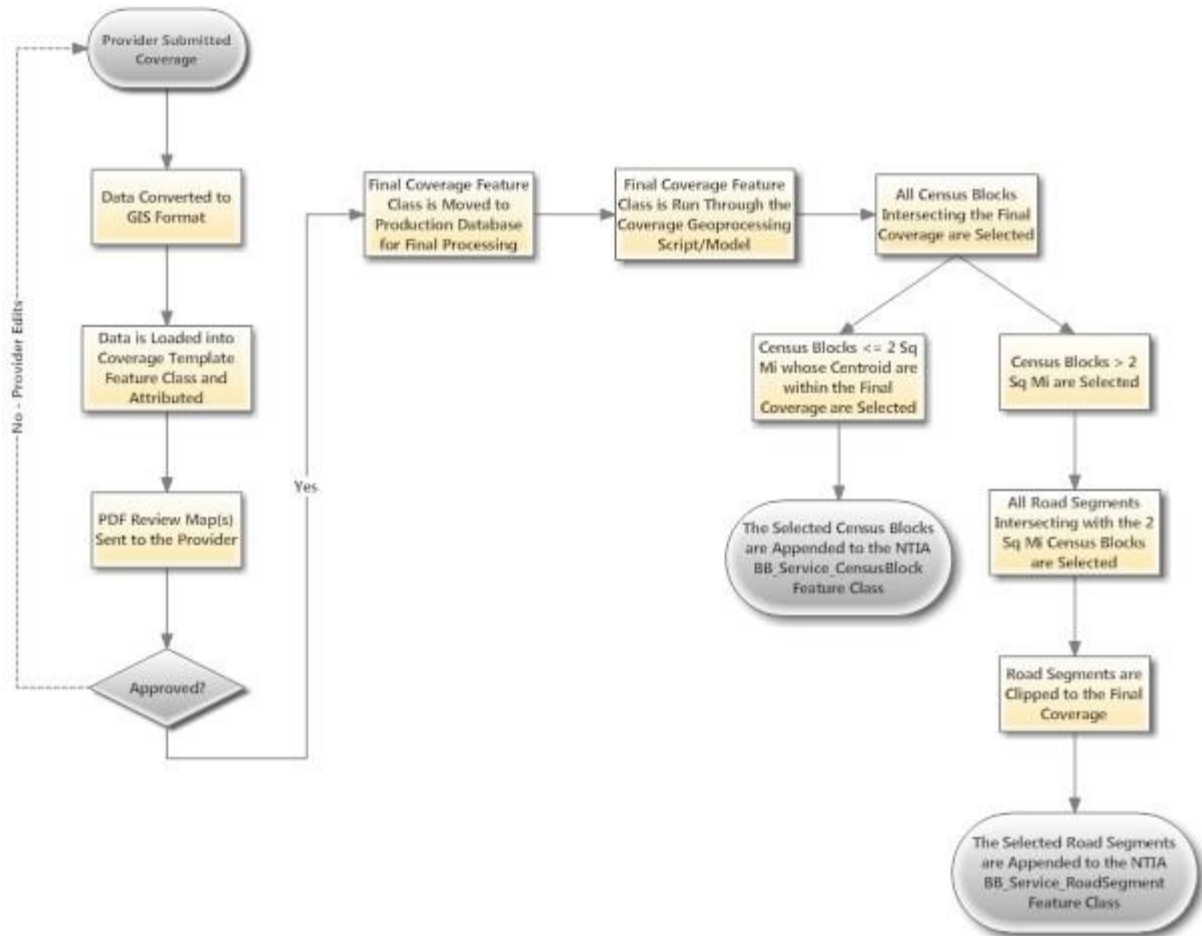 Provider Submitted
Coverage
Data Converted to
GIS Format
Data is Loaded into
Coverage Template
Feature Class and
Attributed
PDF Review Map(s)
Sent to the Provider
Approved?
No - Provider Edits
Yes
Final Coverage Feature
Class is Moved to
Production Database
for Final Processing
Final Coverage Feature
Class is Run Through the
Coverage Geoprocessing
Script/Model
All Census Blocks
Intersecting the Final
Coverage are Selected
Census Blocks <= 2 Sq
Mi whose Centroid are
within the Final
Coverage are Selected
The Selected Census Blocks
are Appended to the NTIA
BB_Service_CensusBlock
Feature Class
Census Blocks > 2
Sq Mi are Selected
All Road Segments
Intersecting with the 2
Sq Mi Census Blocks
are Selected
Road Segments are
Clipped to the Final
Coverage
The Selected Road Segments
are Appended to the NTIA
BB_Service_RoadSegment
Feature Class